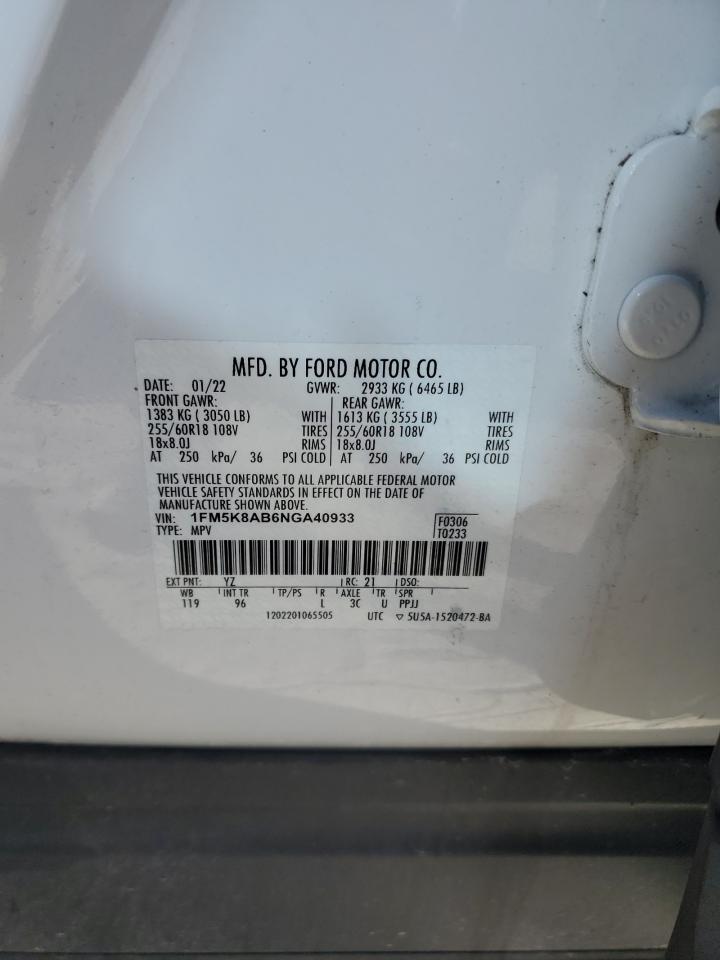 MFD. BY FORD MOTOR CO.
DATE: 01/22 GVWR: 2933 KG ( 6465 LB)
FRONT GAWR: REAR GAWR:
1383 KG ( 3050 LB) WITH 1613 KG ( 3555 LB) WITH
255/60R18 108V TIRES 255/60R18 108V TIRES
18x8.0J RIMS 18x8.0J RIMS
AT 250 kPa/ 36 PSI COLD AT 250 kPa/ 36 PSI COLD
THIS VEHICLE CONFORMS TO ALL APPLICABLE FEDERAL MOTOR
VEHICLE SAFETY STANDARDS IN EFFECT ON THE DATE OF
MANUFACTURE SHOWN ABOVE.
VIN: 1FM5K8AB6NGA40933 F0306
TYPE: MPV T0233
EXT PNT: YZ RC: 21 DSO:
WB INT TR TP/PS R AXLE TR SPR
119 96 L 3C U PPJJ
1202201065505 UTC ▽ 5U5A-1520472-BA